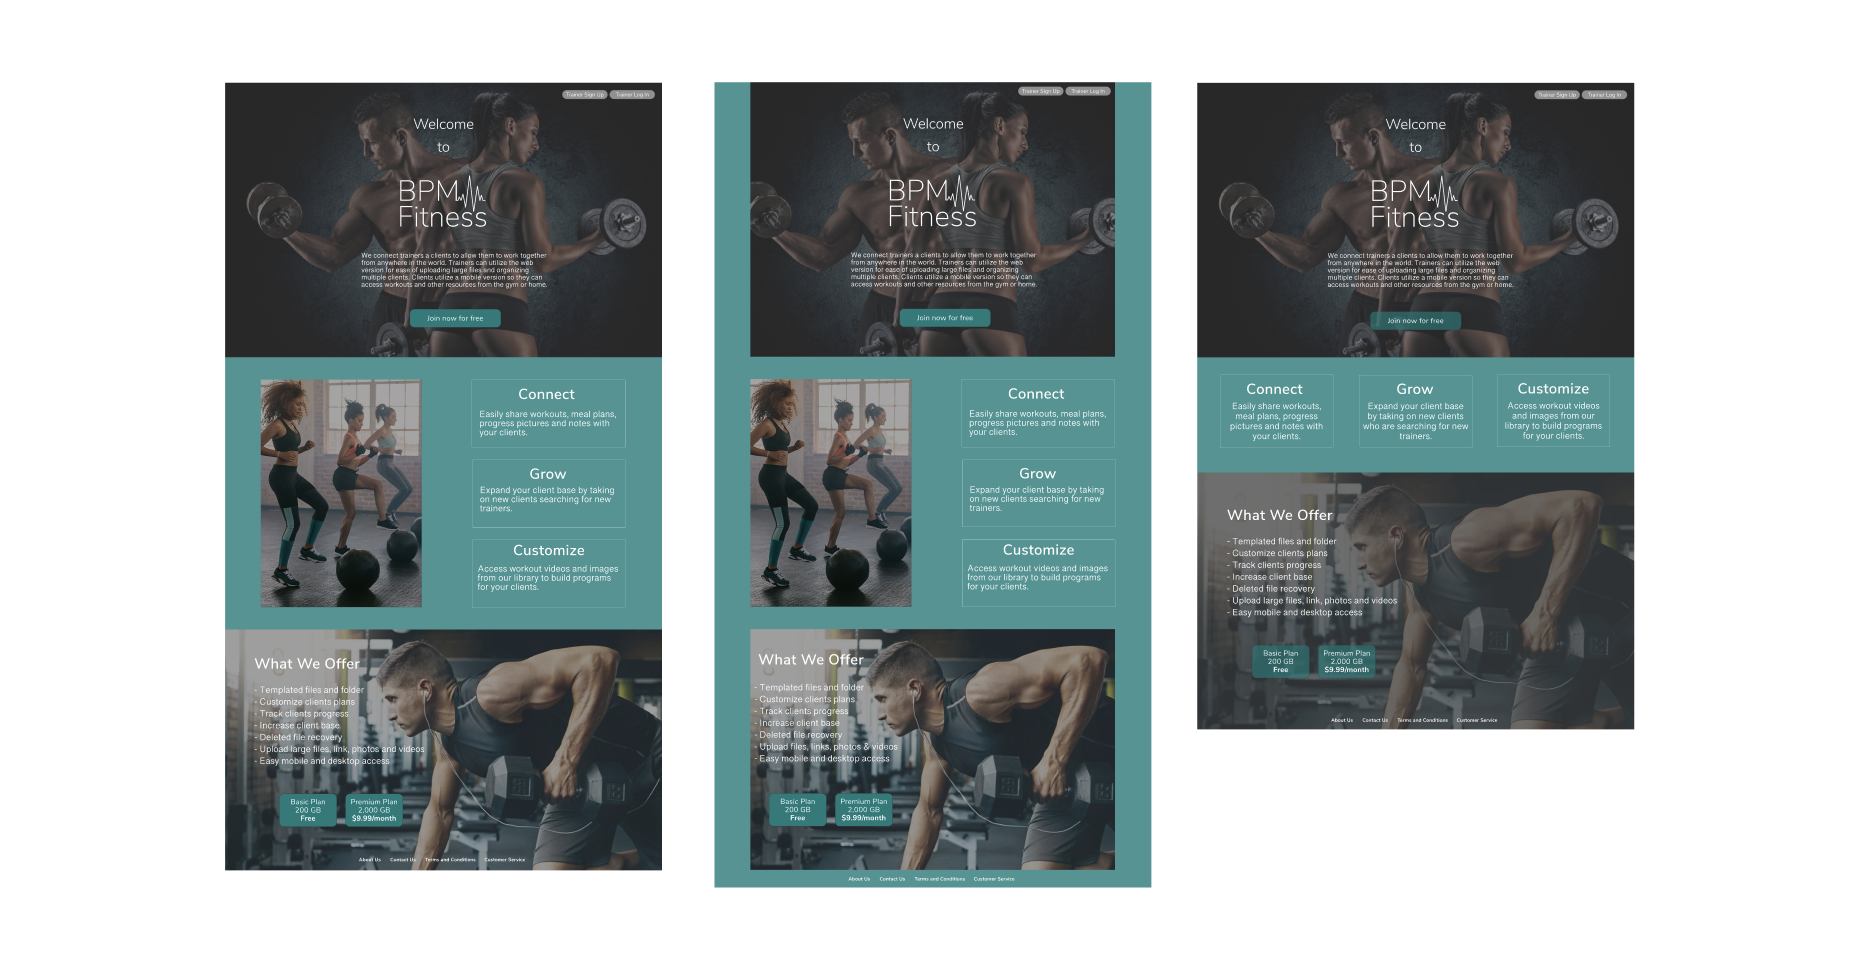 Trainer Sign Up
Trainer Log In
Welcome
to
BPM
Fitness
We connect trainers a clients to allow them to work together
from anywhere in the world. Trainers can utilize the web
version for ease of uploading large files and organizing
multiple clients. Clients utilize a mobile version so they can
access workouts and other resources from the gym or home.
Join now for free
Connect
Easily share workouts, meal plans,
progress pictures and notes with
your clients.
Grow
Expand your client base by taking
on new clients searching for new
trainers.
Customize
Access workout videos and images
from our library to build programs
for your clients.
What We Offer
- Templated files and folder
- Customize clients plans
- Track clients progress
- Increase client base
- Deleted file recovery
- Upload large files, link, photos and videos
- Easy mobile and desktop access
Basic Plan
200 GB
Free
Premium Plan
2,000 GB
$9.99/month
About Us
Contact Us
Terms and Conditions
Customer Service
Trainer Sign Up
Trainer Log In
Welcome
to
BPM
Fitness
We connect trainers a clients to allow them to work together
from anywhere in the world. Trainers can utilize the web
version for ease of uploading large files and organizing
multiple clients. Clients utilize a mobile version so they can
access workouts and other resources from the gym or home.
Join now for free
Connect
Easily share workouts, meal plans,
progress pictures and notes with
your clients.
Grow
Expand your client base by taking
on new clients searching for new
trainers.
Customize
Access workout videos and images
from our library to build programs
for your clients.
What We Offer
- Templated files and folder
- Customize clients plans
- Track clients progress
- Increase client base
- Deleted file recovery
- Upload files, links, photos & videos
- Easy mobile and desktop access
Basic Plan
200 GB
Free
Premium Plan
2,000 GB
$9.99/month
About Us
Contact Us
Terms and Conditions
Customer Service
Trainer Sign Up
Trainer Log In
Welcome
to
BPM
Fitness
We connect trainers a clients to allow them to work together
from anywhere in the world. Trainers can utilize the web
version for ease of uploading large files and organizing
multiple clients. Clients utilize a mobile version so they can
access workouts and other resources from the gym or home.
Join now for free
Connect
Easily share workouts,
meal plans, progress
pictures and notes with
your clients.
Grow
Expand your client base
by taking on new clients
who are searching for new
trainers.
Customize
Access workout videos
and images from our
library to build programs
for your clients.
What We Offer
- Templated files and folder
- Customize clients plans
- Track clients progress
- Increase client base
- Deleted file recovery
- Upload large files, link, photos and videos
- Easy mobile and desktop access
Basic Plan
200 GB
Free
Premium Plan
2,000 GB
$9.99/month
About Us
Contact Us
Terms and Conditions
Customer Service